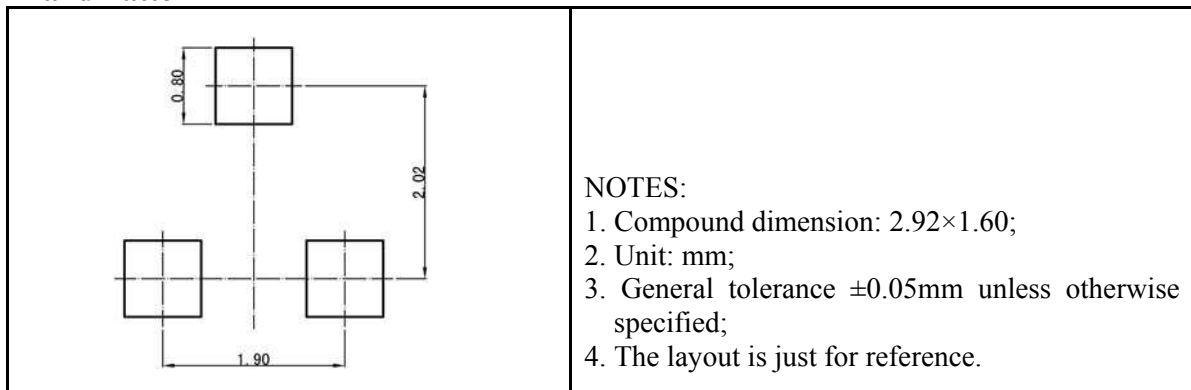 0.80
2.02
1.90
NOTES:
1. Compound dimension: 2.92×1.60;
2. Unit: mm;
3. General tolerance ±0.05mm unless otherwise
specified;
4. The layout is just for reference.